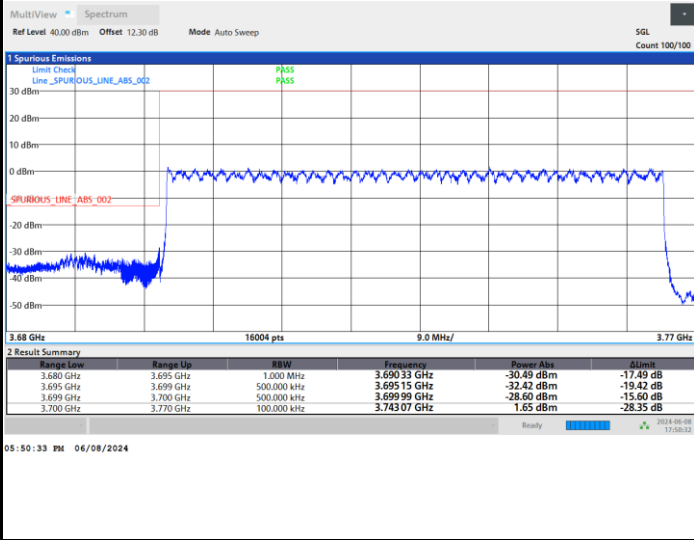 MultiView Spectrum
Ref Level 40.00 dBm Offset 12.30 dB Mode Auto Sweep SGL
Count 100/100
1 Spurious Emissions
Limit Check PASS
Line _SPURIOUS_LINE_ABS_002 PASS
30 dBm
20 dBm
10 dBm
0 dBm
_SPURIOUS_LINE_ABS_002
-20 dBm
-30 dBm
-40 dBm
-50 dBm
3.68 GHz 16004 pts 9.0 MHz/ 3.77 GHz
2 Result Summary
Range Low Range Up RBW Frequency Power Abs ΔLimit
3.680 GHz 3.695 GHz 1.000 MHz 3.690 33 GHz -30.49 dBm -17.49 dB
3.695 GHz 3.699 GHz 500.000 kHz 3.695 15 GHz -32.42 dBm -19.42 dB
3.699 GHz 3.700 GHz 500.000 kHz 3.699 99 GHz -28.60 dBm -15.60 dB
3.700 GHz 3.770 GHz 100.000 kHz 3.743 07 GHz 1.65 dBm -28.35 dB
Ready 2024-06-08
17:50:32
05:50:33 PM 06/08/2024